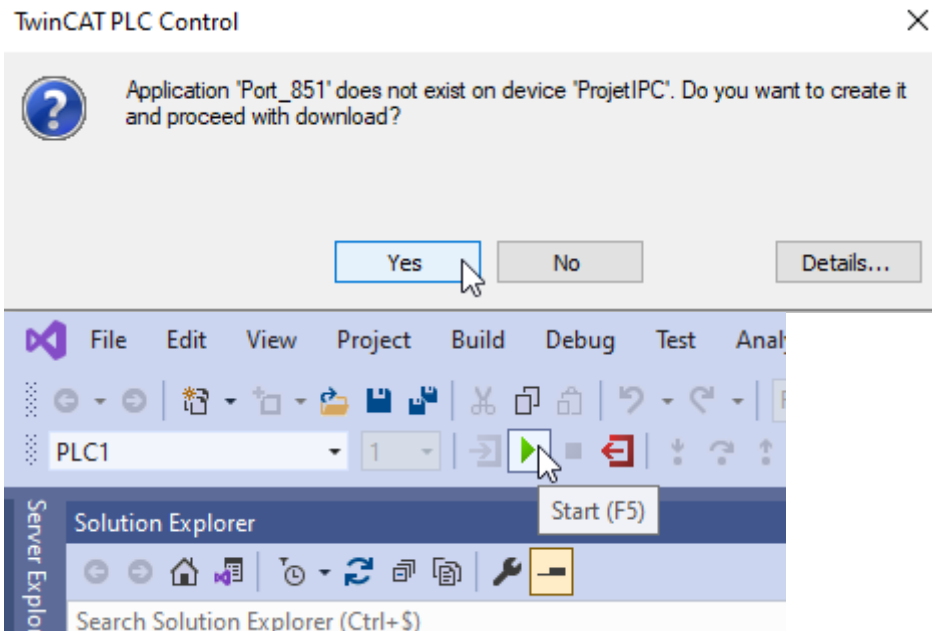 TwinCAT PLC Control
Application 'Port_851' does not exist on device 'ProjetIPC'. Do you want to create it
and proceed with download?
Yes No Details...
File Edit View Project Build Debug Test
PLC1 1
Start (F5)
Solution Explorer
Search Solution Explorer (Ctrl+$)
Server